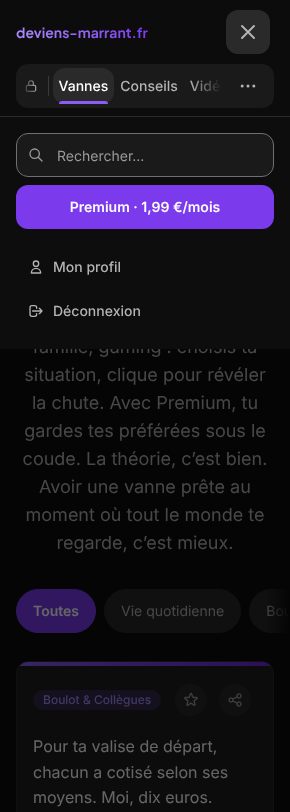 deviens-marrant.fr
Vannes Conseils Vidé
Rechercher...
Premium · 1,99 €/mois
Mon profil
Déconnexion
famille, gaming : choisis ta
situation, clique pour révéler
la chute. Avec Premium, tu
gardes tes préférées sous le
coude. La théorie, c’est bien.
Avoir une vanne prête au
moment où tout le monde te
regarde, c’est mieux.
Toutes Vie quotidienne Bo
Boulot & Collègues
Pour ta valise de départ,
chacun a cotisé selon ses
moyens. Moi, dix euros.